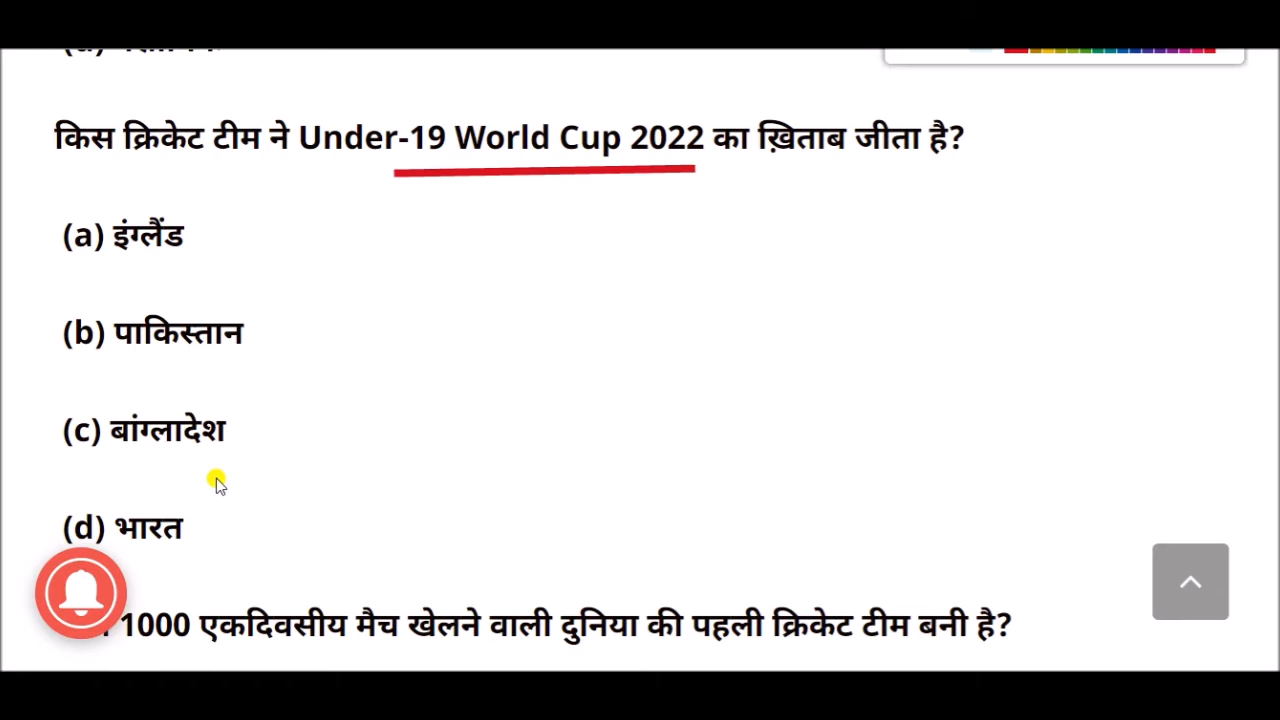 किस क्रिकेट टीम ने Under-19 World Cup 2022 का ख़िताब जीता है?
(a) इंग्लैंड
(b) पाकिस्तान
(c) बांग्लादेश
(d) भारत
1000 एकदिवसीय मैच खेलने वाली दुनिया की पहली क्रिकेट टीम बनी है?